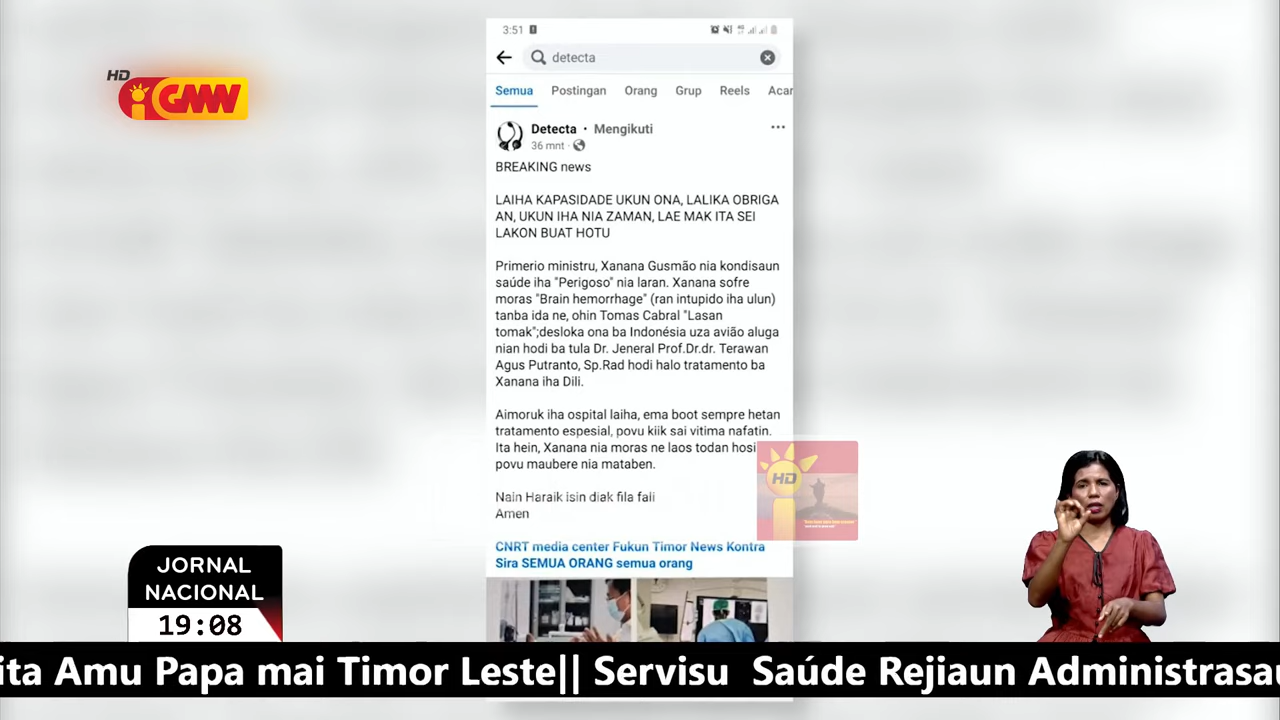 HD
GMN
3:51
detecta
Semua Postingan Orang Grup Reels Acar
Detecta · Mengikuti
36 mnt ·
BREAKING news
LAIHA KAPASIDADE UKUN ONA, LALIKA OBRIGA
AN, UKUN IHA NIA ZAMAN, LAE MAK ITA SEI
LAKON BUAT HOTU
Primerio ministru, Xanana Gusmão nia kondisaun
saúde iha "Perigoso" nia laran. Xanana sofre
moras "Brain hemorrhage" (ran intupido iha ulun)
tanba ida ne, ohin Tomas Cabral "Lasan
tomak";desloka ona ba Indonésia uza avião aluga
nian hodi ba tula Dr. Jeneral Prof.Dr.dr. Terawan
Agus Putranto, Sp.Rad hodi halo tratamento ba
Xanana iha Dili.
Aimoruk iha ospital laiha, ema boot sempre hetan
tratamento espesial, povu kiik sai vitima nafatin.
Ita hein, Xanana nia moras ne laos todan hosi
povu maubere nia mataben.
HD
Nain Haraik isin diak fila fali
Amen
CNRT media center Fukun Timor News Kontra
Sira SEMUA ORANG semua orang
JORNAL
NACIONAL
19:08
ita Amu Papa mai Timor Leste|| Servisu Saúde Rejiaun Administrasau